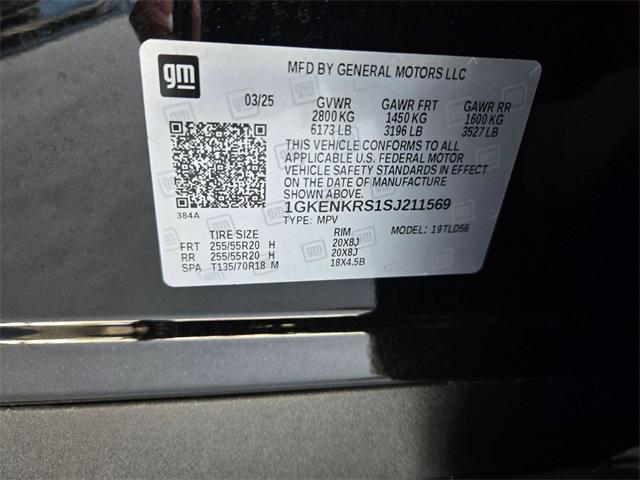 gm
MFD BY GENERAL MOTORS LLC
03/25 GVWR GAWR FRT GAWR RR
2800 KG 1450 KG 1600 KG
6173 LB 3196 LB 3527 LB
THIS VEHICLE CONFORMS TO ALL
APPLICABLE U.S. FEDERAL MOTOR
VEHICLE SAFETY STANDARDS IN EFFECT
ON THE DATE OF MANUFACTURE
SHOWN ABOVE.
384A
1GKENKRS1SJ211569
TYPE: MPV MODEL: 19TLD56
TIRE SIZE RIM
FRT 255/55R20 H 20X8J
RR 255/55R20 H 20X8J
SPA T135/70R18 M 18X4.5B